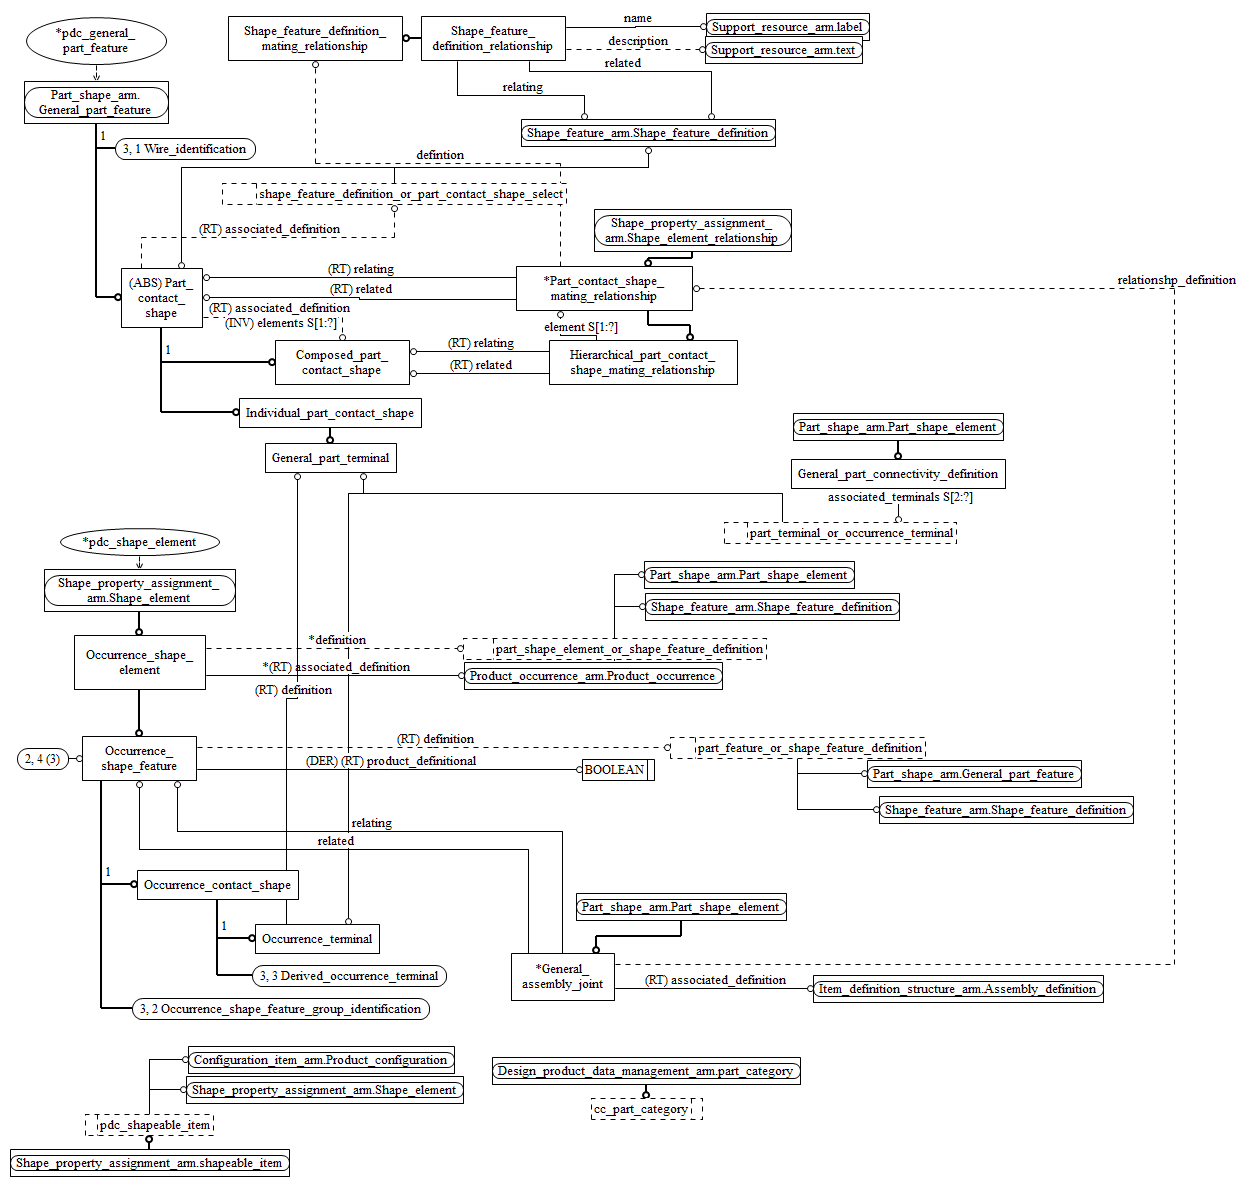 *pdc_general_
part_feature
Part_shape_arm.
General_part_feature
1
3, 1 Wire_identification
Shape_feature_definition_
mating_relationship
Shape_feature_
definition_relationship
name
Support_resource_arm.label
description
Support_resource_arm.text
related
relating
Shape_feature_arm.Shape_feature_definition
defintion
shape_feature_definition_or_part_contact_shape_select
(RT) associated_definition
Shape_property_assignment_
arm.Shape_element_relationship
(ABS) Part_
contact_
shape
(RT) relating
(RT) related
*Part_contact_shape_
mating_relationship
relationshp_definition
(RT) associated_definition
(INV) elements S[1:?]
element S[1:?]
1
Composed_part_
contact_shape
(RT) relating
(RT) related
Hierarchical_part_contact_
shape_mating_relationship
Individual_part_contact_shape
General_part_terminal
Part_shape_arm.Part_shape_element
General_part_connectivity_definition
associated_terminals S[2:?]
part_terminal_or_occurrence_terminal
*pdc_shape_element
Shape_property_assignment_
arm.Shape_element
Occurrence_shape_
element
*definition
Part_shape_arm.Part_shape_element
Shape_feature_arm.Shape_feature_definition
part_shape_element_or_shape_feature_definition
*(RT) associated_definition
Product_occurrence_arm.Product_occurrence
(RT) definition
2, 4 (3)
Occurrence_
shape_feature
(RT) definition
part_feature_or_shape_feature_definition
(DER) (RT) product_definitional
BOOLEAN
Part_shape_arm.General_part_feature
Shape_feature_arm.Shape_feature_definition
relating
related
1
Occurrence_contact_shape
1
Occurrence_terminal
3, 3 Derived_occurrence_terminal
3, 2 Occurrence_shape_feature_group_identification
Part_shape_arm.Part_shape_element
*General_
assembly_joint
(RT) associated_definition
Item_definition_structure_arm.Assembly_definition
Configuration_item_arm.Product_configuration
Shape_property_assignment_arm.Shape_element
pdc_shapeable_item
Shape_property_assignment_arm.shapeable_item
Design_product_data_management_arm.part_category
cc_part_category